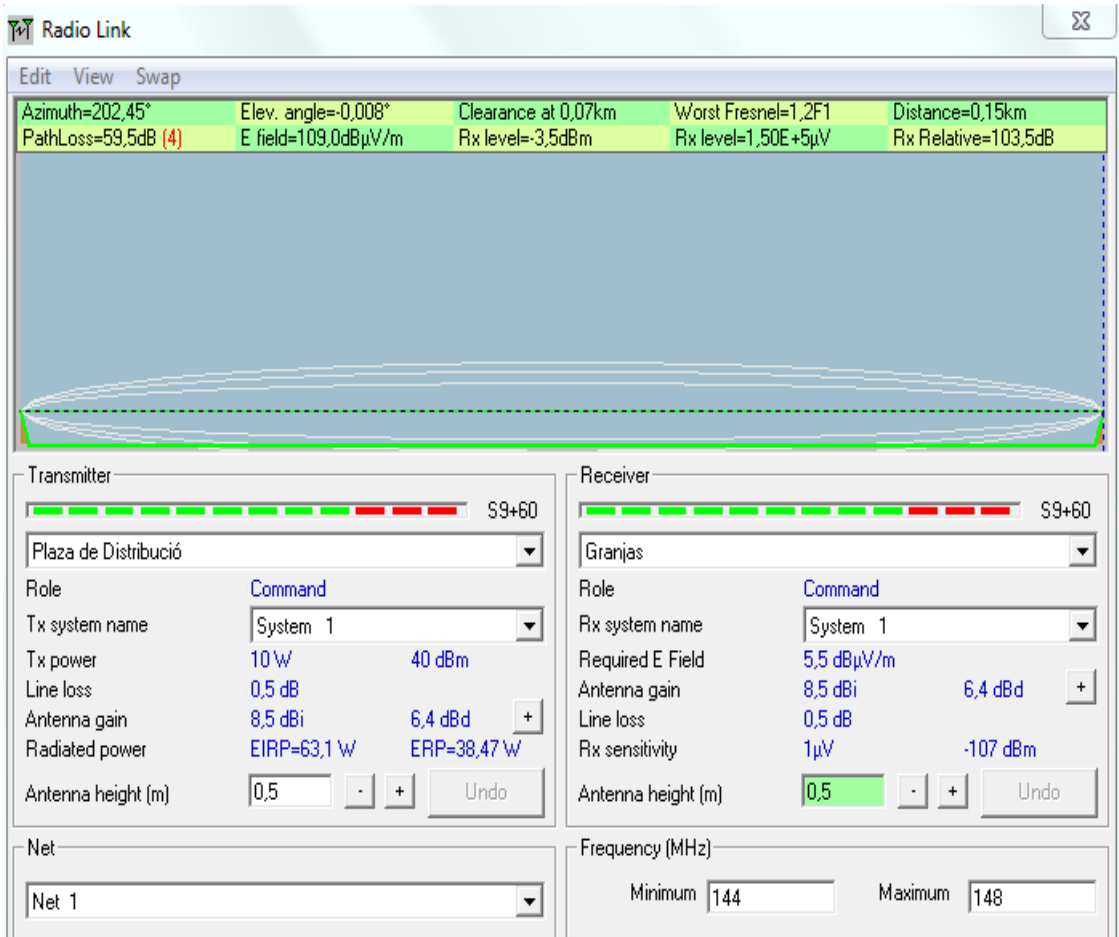 Radio Link
Edit View Swap
Azimuth=202,45° Elev. angle=-0,008° Clearance at 0,07km Worst Fresnel=1,2F1 Distance=0,15km
PathLoss=59,5dB (4) E field=109,0dBµV/m Rx level=-3,5dBm Rx level=1,50E+5µV Rx Relative=103,5dB
Transmitter
S9+60
Plaza de Distribució
Role Command
Tx system name System 1
Tx power 10 W 40 dBm
Line loss 0,5 dB
Antenna gain 8,5 dBi 6,4 dBd +
Radiated power EIRP=63,1 W ERP=38,47 W
Antenna height (m) 0,5 - + Undo
Receiver
S9+60
Granjas
Role Command
Rx system name System 1
Required E Field 5,5 dBµV/m
Antenna gain 8,5 dBi 6,4 dBd +
Line loss 0,5 dB
Rx sensitivity 1µV -107 dBm
Antenna height (m) 0,5 - + Undo
Net
Net 1
Frequency (MHz)
Minimum 144 Maximum 148